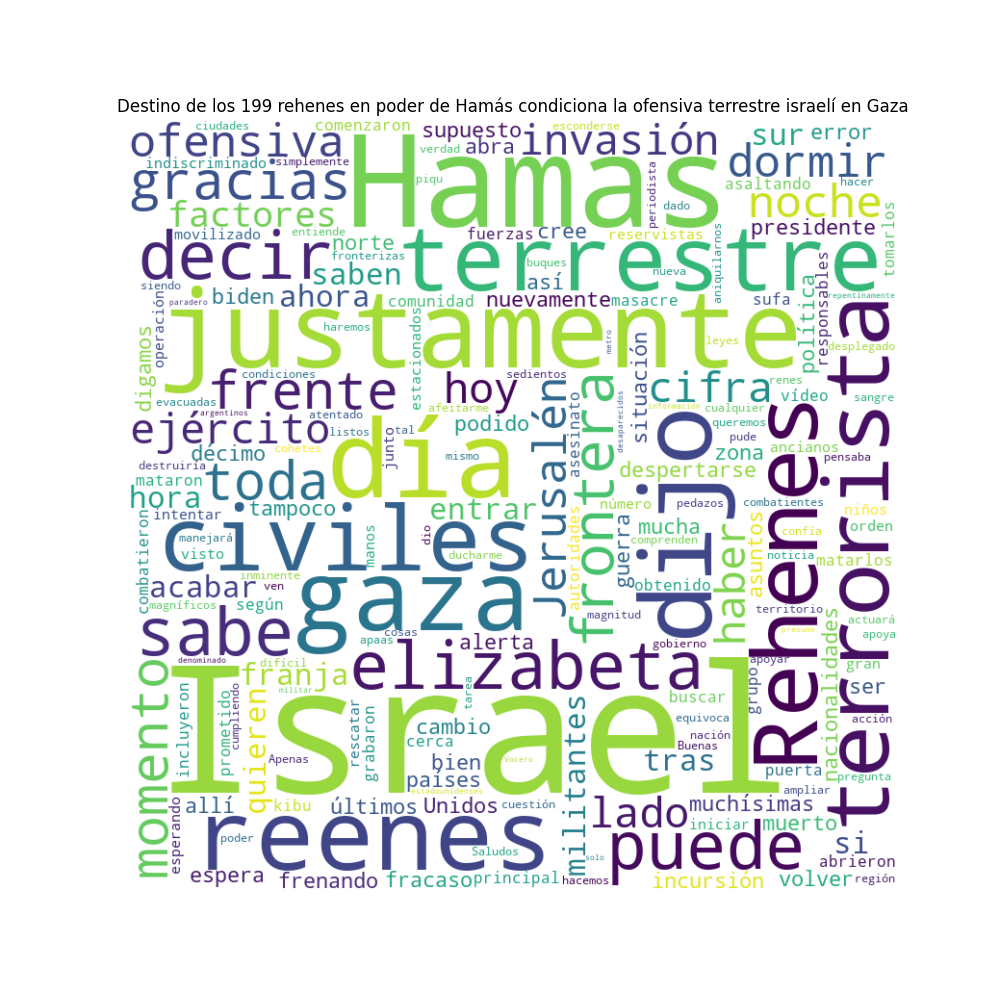 Destino de los 199 rehenes en poder de Hamás condiciona la ofensiva terrestre israelí en Gaza
ciudades
comenzaron
supuesto
abra
esconderse
sur
error
ofensiva
verdad
invasión
indiscriminado
simplemente
Hamas
periodista
dormir
gracias
piqu
asaltando
hacer
factores
dado
noche
tomarlos
movilizado
entiende
fuerzas
cree
reservistas
presidente
decir
norte
fronterizas
terrestre
aniquilarnos
saben
buques
nueva
responsables
siendo
operación
paradero
biden
ahora
comunidad
nuevamente
así
masacre
sufa
política
repentinamente
digamos
haremos
justamente
estacionados
metro
leyes
desplegado
condiciones
sedientos
situación
evacuadas
frente
hoy
frontera
cifra
renes
vídeo
sangre
terrorista
argentinos
atentado
afeitarme
Jerusalén
información
cualquier
ejército
listos
tal
podido
asesinato
desaparecidos
dijo
queremos
Rehenes
cohetes
junto
día
mismo
pude
zona
ancianos
pensaba
décimo
destruiría
toda
despertarse
mataron
hora
tampoco
entrar
número
pedazos
combatientes
niños
combatieron
intentar
civiles
autoridades
guerra
mucha
haber
asuntos
confía
orden
manejará
manos
dio
comprenden
noticia
matarlos
visto
ducharme
acabar
inminente
ven
gaza
obtenido
actuará
magníficos
según
magnitud
territorio
apoya
sabe
apaas
cosas
alerta
gobierno
presume
nacionalidades
denominado
difícil
elizabeta
apoyar
gran
momento
franja
militar
tarea
buscar
grupo
ser
incluyeron
prometido
cumpliendo
quieren
Israel
rescatar
grabaron
cambio
militantes
equivoca
acción
cerca
nación
Apenas
bien
Vocero
Buenas
tras
puerta
pregunta
países
estadounidenses
ampliar
esperando
allí
kibu
últimos
Unidos
cuestión
lado
muchísimas
reenes
iniciar
muerto
poder
Saludos
solo
puede
si
abrieron
espera
frenando
fracaso
principal
hacemos
incursión
volver
región